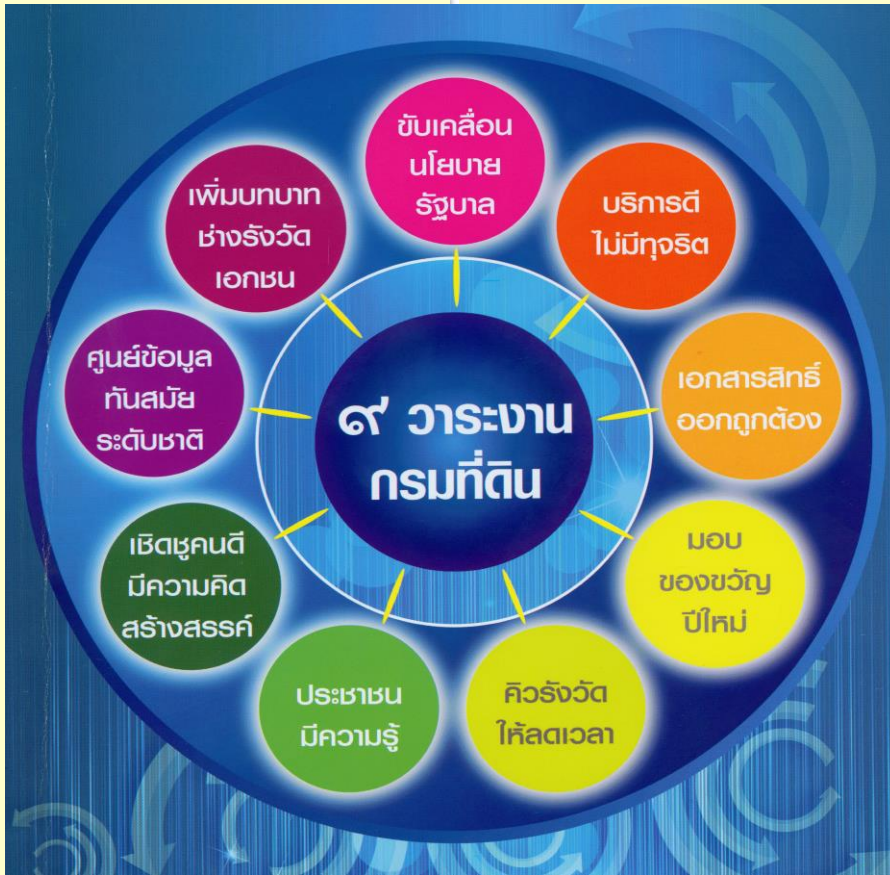 ๙ วาระงาน
กรมที่ดิน
ขับเคลื่อน
นโยบาย
รัฐบาล
บริการดี
ไม่มีทุจริต
เอกสารสิทธิ์
ออกถูกต้อง
มอบ
ของขวัญ
ปีใหม่
คิวรังวัด
ให้ลดเวลา
ประชาชน
มีความรู้
เชิดชูคนดี
มีความคิด
สร้างสรรค์
ศูนย์ข้อมูล
ทันสมัย
ระดับชาติ
เพิ่มบทบาท
ช่างรังวัด
เอกชน